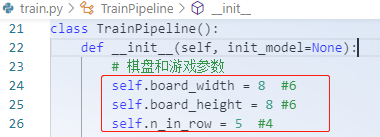 train.py > TrainPipeline > __init__
21 class TrainPipeline():
22 def __init__(self, init_model=None):
23 # 棋盘和游戏参数
24 self.board_width = 8 #6
25 self.board_height = 8 #6
26 self.n_in_row = 5 #4